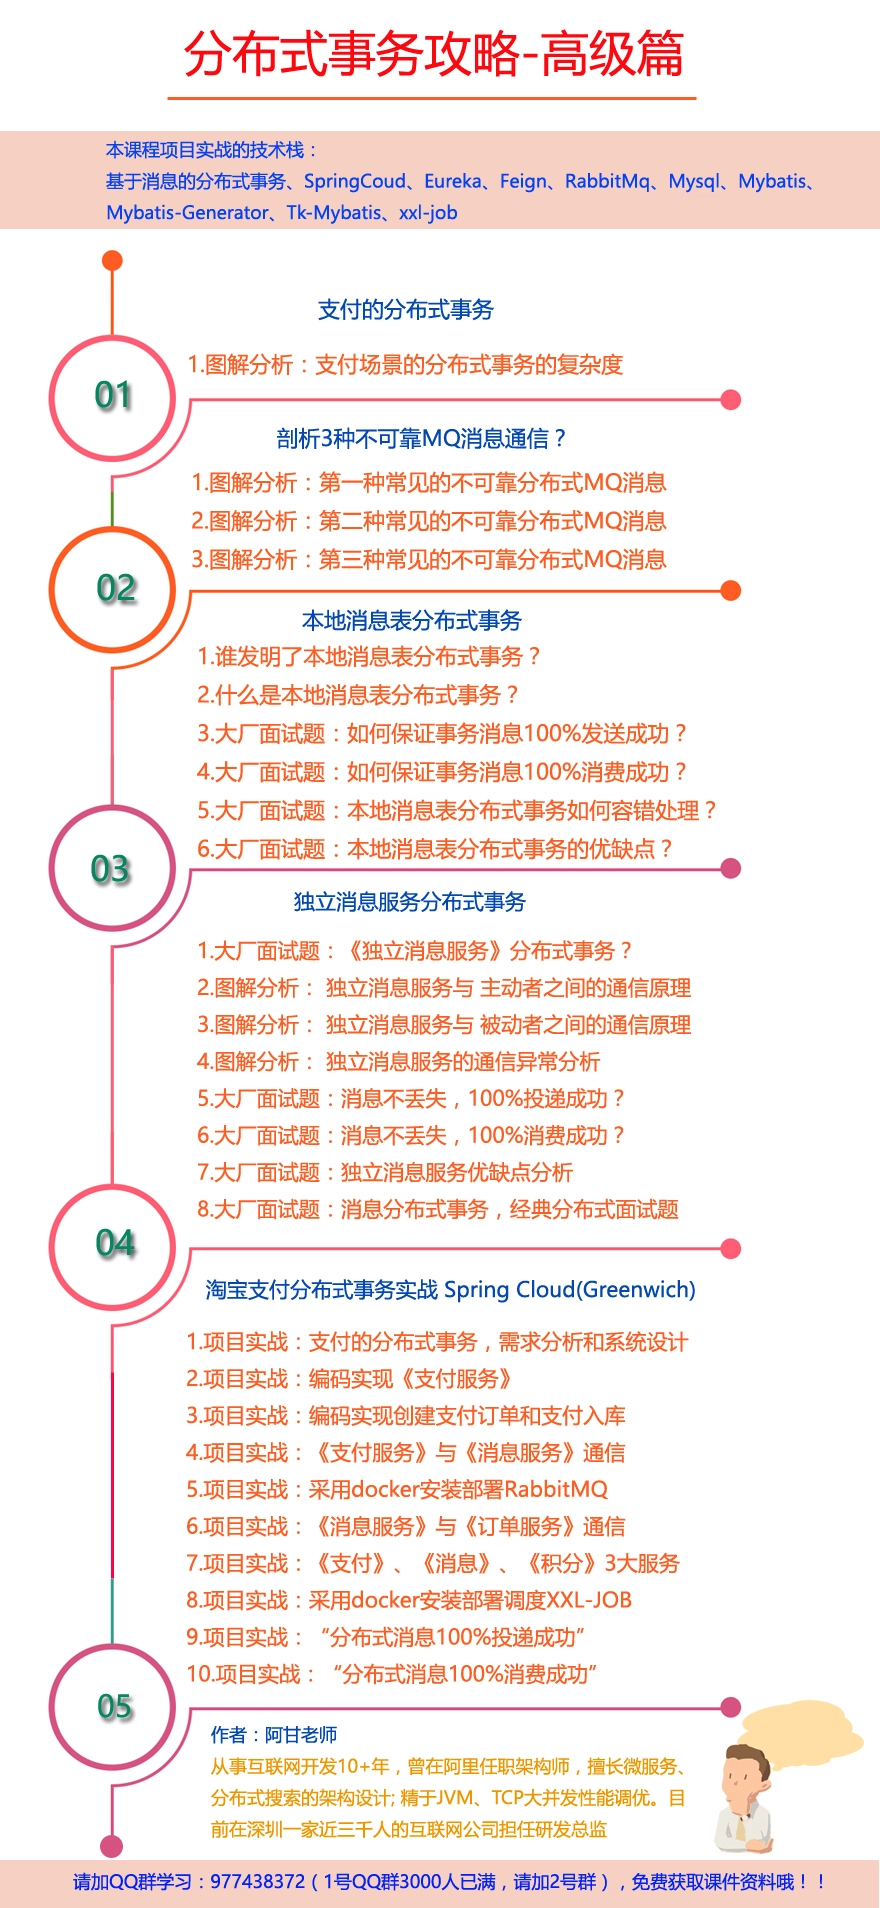 分布式事务攻略-高级篇
本课程项目实战的技术栈：
基于消息的分布式事务、SpringCoud、Eureka、Feign、RabbitMq、Mysql、Mybatis、
Mybatis-Generator、Tk-Mybatis、xxl-job
支付的分布式事务
1.图解分析：支付场景的分布式事务的复杂度
01
剖析3种不可靠MQ消息通信？
1.图解分析：第一种常见的不可靠分布式MQ消息
2.图解分析：第二种常见的不可靠分布式MQ消息
3.图解分析：第三种常见的不可靠分布式MQ消息
02
本地消息表分布式事务
1.谁发明了本地消息表分布式事务？
2.什么是本地消息表分布式事务？
3.大厂面试题：如何保证事务消息100%发送成功？
4.大厂面试题：如何保证事务消息100%消费成功？
5.大厂面试题：本地消息表分布式事务如何容错处理？
6.大厂面试题：本地消息表分布式事务的优缺点？
03
独立消息服务分布式事务
1.大厂面试题：《独立消息服务》分布式事务？
2.图解分析： 独立消息服务与 主动者之间的通信原理
3.图解分析： 独立消息服务与 被动者之间的通信原理
4.图解分析： 独立消息服务的通信异常分析
5.大厂面试题：消息不丢失，100%投递成功？
6.大厂面试题：消息不丢失，100%消费成功？
7.大厂面试题：独立消息服务优缺点分析
8.大厂面试题：消息分布式事务，经典分布式面试题
04
淘宝支付分布式事务实战 Spring Cloud(Greenwich)
1.项目实战：支付的分布式事务，需求分析和系统设计
2.项目实战：编码实现《支付服务》
3.项目实战：编码实现创建支付订单和支付入库
4.项目实战：《支付服务》与《消息服务》通信
5.项目实战：采用docker安装部署RabbitMQ
6.项目实战：《消息服务》与《订单服务》通信
7.项目实战：《支付》、《消息》、《积分》3大服务
8.项目实战：采用docker安装部署调度XXL-JOB
9.项目实战：“分布式消息100%投递成功”
10.项目实战：“分布式消息100%消费成功”
05
作者：阿甘老师
从事互联网开发10+年，曾在阿里任职架构师，擅长微服务、
分布式搜索的架构设计; 精于JVM、TCP大并发性能调优。目
前在深圳一家近三千人的互联网公司担任研发总监
请加QQ群学习：977438372（1号QQ群3000人已满，请加2号群），免费获取课件资料哦！！